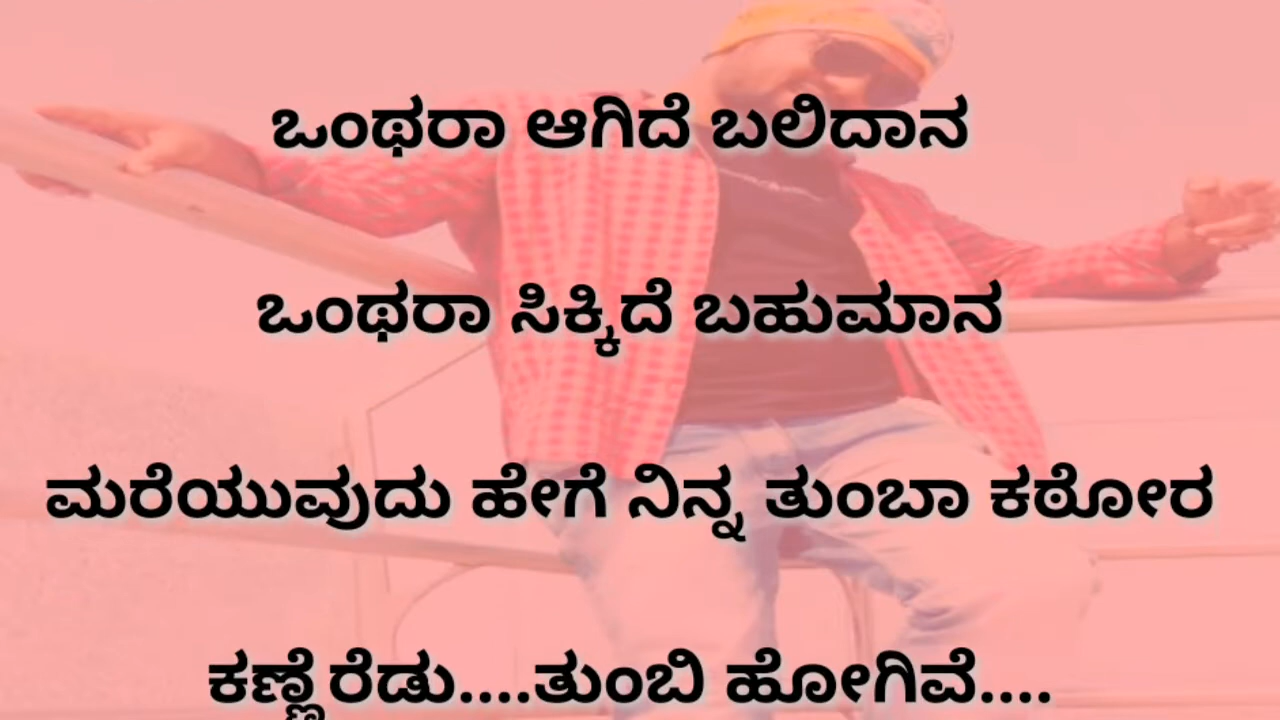 ಒಂಥರಾ ಆಗಿದೆ ಬಲಿದಾನ
ಒಂಥರಾ ಸಿಕ್ಕಿದೆ ಬಹುಮಾನ
ಮರೆಯುವುದು ಹೇಗೆ ನಿನ್ನ ತುಂಬಾ ಕಠೋರ
ಕಣ್ಣೆರೆಡು....ತುಂಬಿ ಹೋಗಿವೆ....